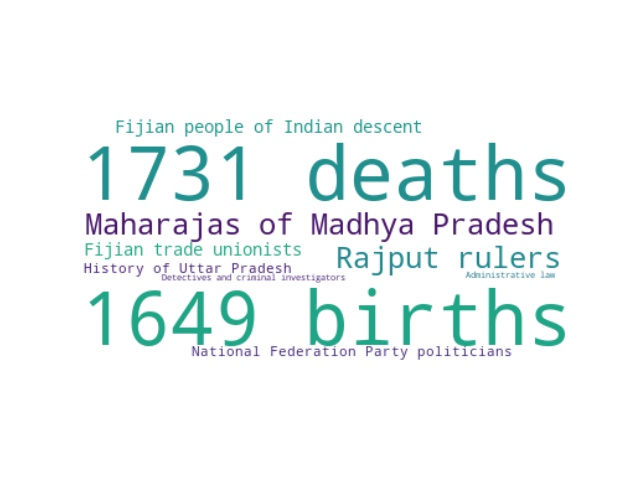 Fijian people of Indian descent
1731 deaths
Maharajas of Madhya Pradesh
Fijian trade unionists
Rajput rulers
History of Uttar Pradesh
Administrative law
Detectives and criminal investigators
1649 births
National Federation Party politicians